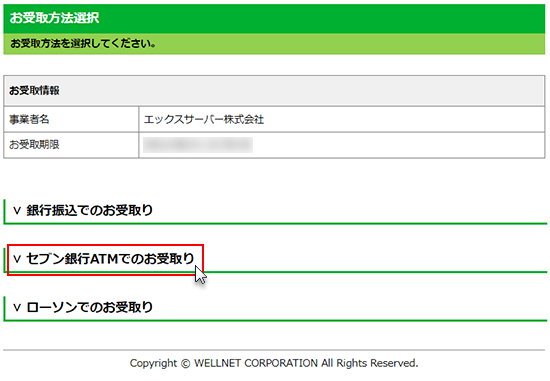 お受取方法選択
お受取方法を選択してください。
お受取情報
事業者名 エックスサーバー株式会社
お受取期限
∨ 銀行振込でのお受取り
∨ セブン銀行ATMでのお受取り
∨ ローソンでのお受取り
Copyright © WELLNET CORPORATION All Rights Reserved.